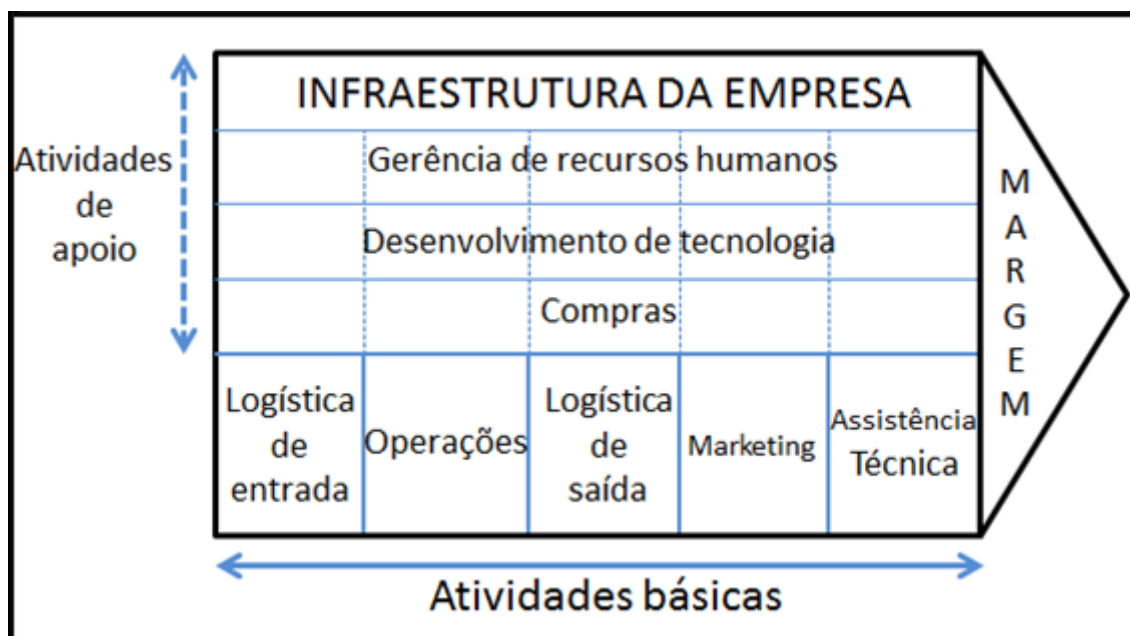 INFRAESTRUTURA DA EMPRESA
Atividades
de
apoio
Gerência de recursos humanos
Desenvolvimento de tecnologia
Compras
Logística
de
entrada
Operações
Logística
de
saída
Marketing
Assistência
Técnica
M
A
R
G
E
M
Atividades básicas